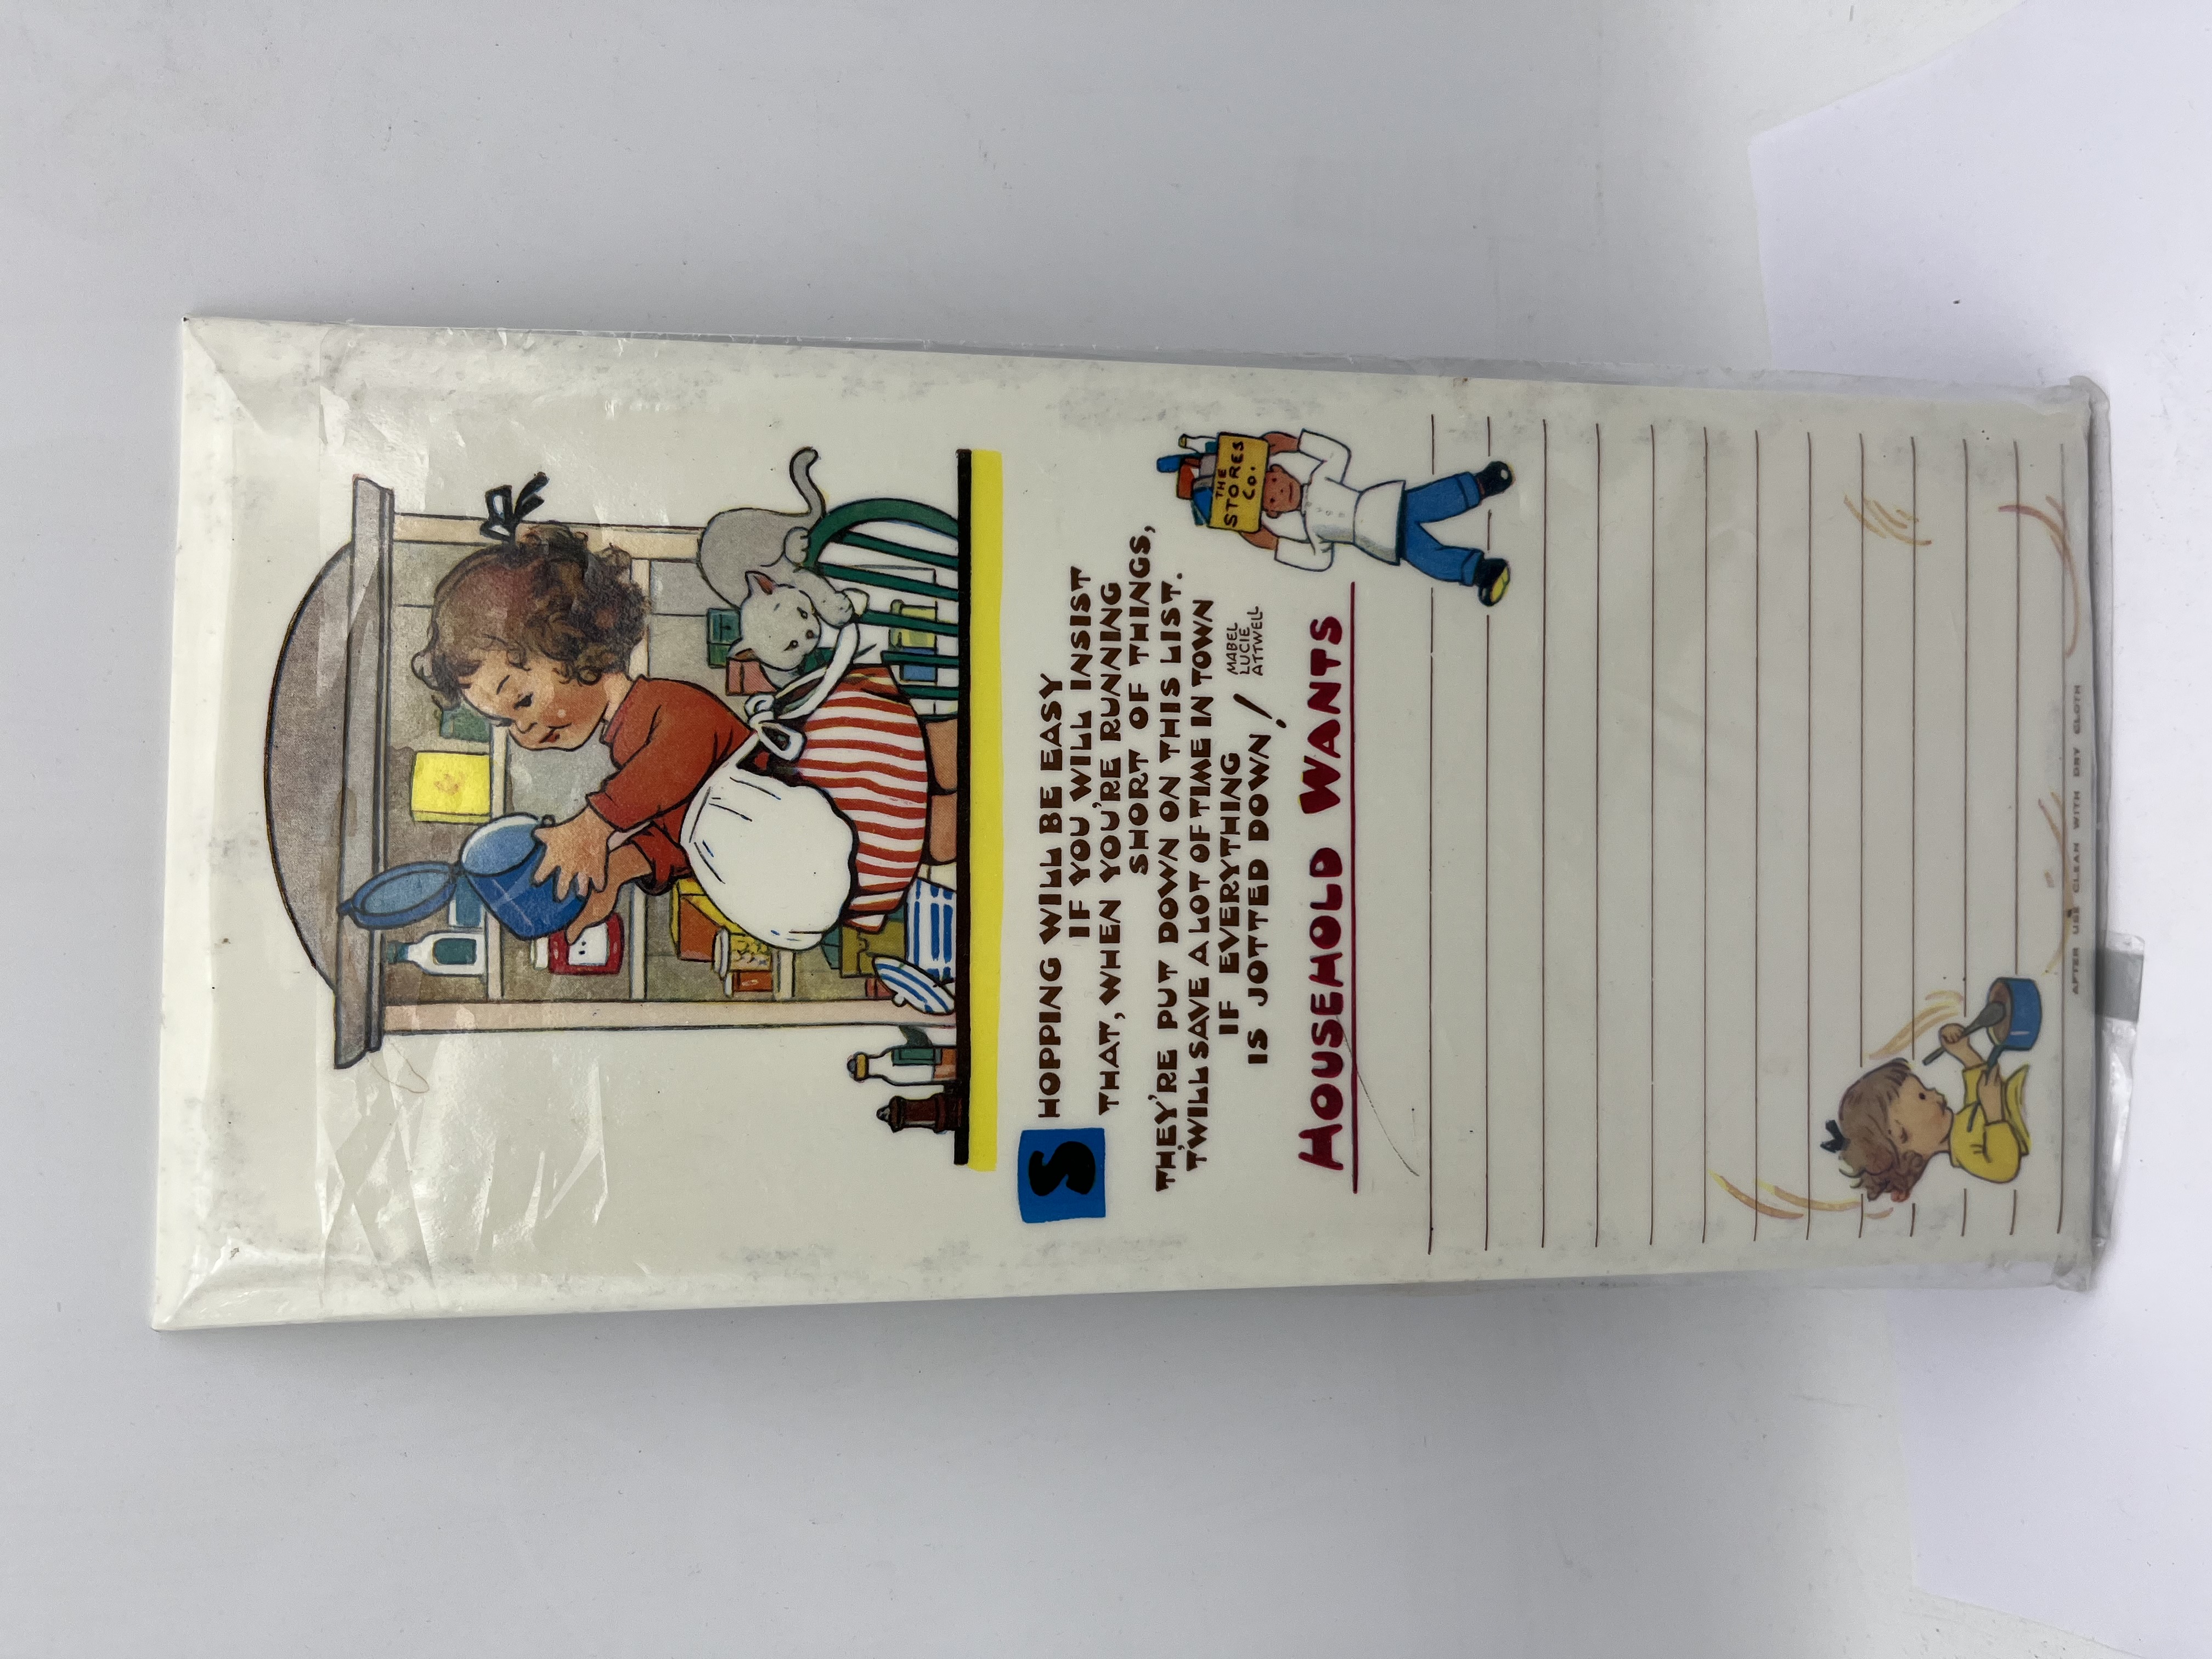 SHOPPING WILL BE EASY
IF YOU WILL INSIST
THAT, WHEN YOU'RE RUNNING
SHORT OF THINGS,
THEY'RE PUT DOWN ON THIS LIST.
T'WILL SAVE A LOT OF TIME IN TOWN
IF EVERYTHING
IS JOTTED DOWN!
MABEL
LUCIE
ATTWELL
THE
STORES
Co.
HOUSEHOLD WANTS
AFTER USE CLEAN WITH DRY CLOTH